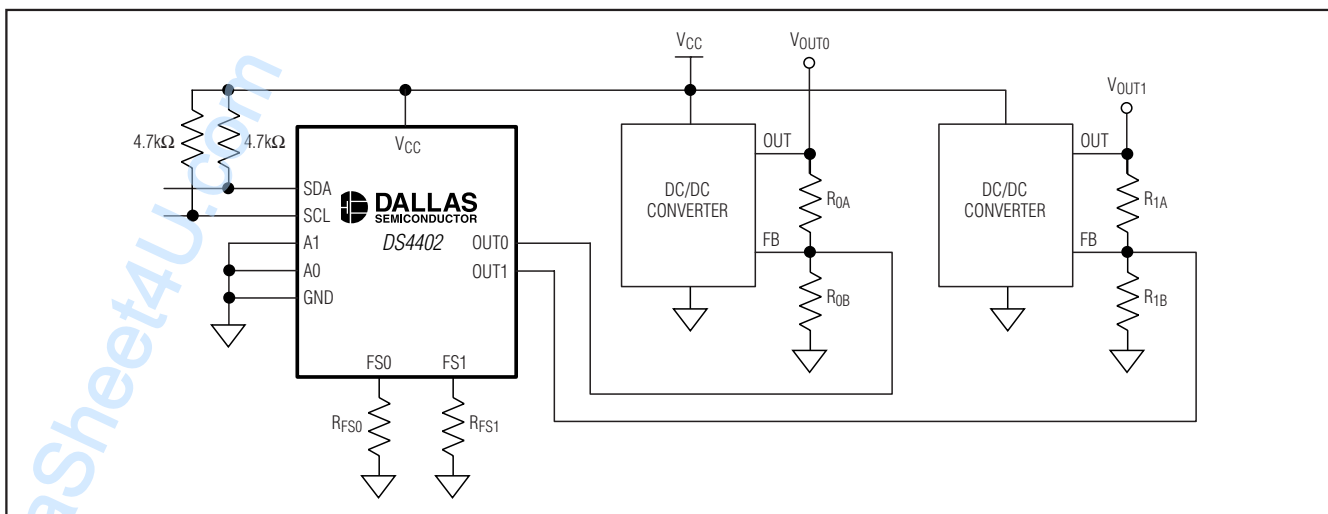 VCC
VOUT0
VOUT1
4.7kΩ
4.7kΩ
VCC
SDA
SCL
A1
A0
GND
DALLAS
SEMICONDUCTOR
DS4402
OUT0
OUT1
FS0
FS1
RFS0
RFS1
DC/DC
CONVERTER
OUT
FB
R0A
R0B
DC/DC
CONVERTER
OUT
FB
R1A
R1B
aSheet4U.com